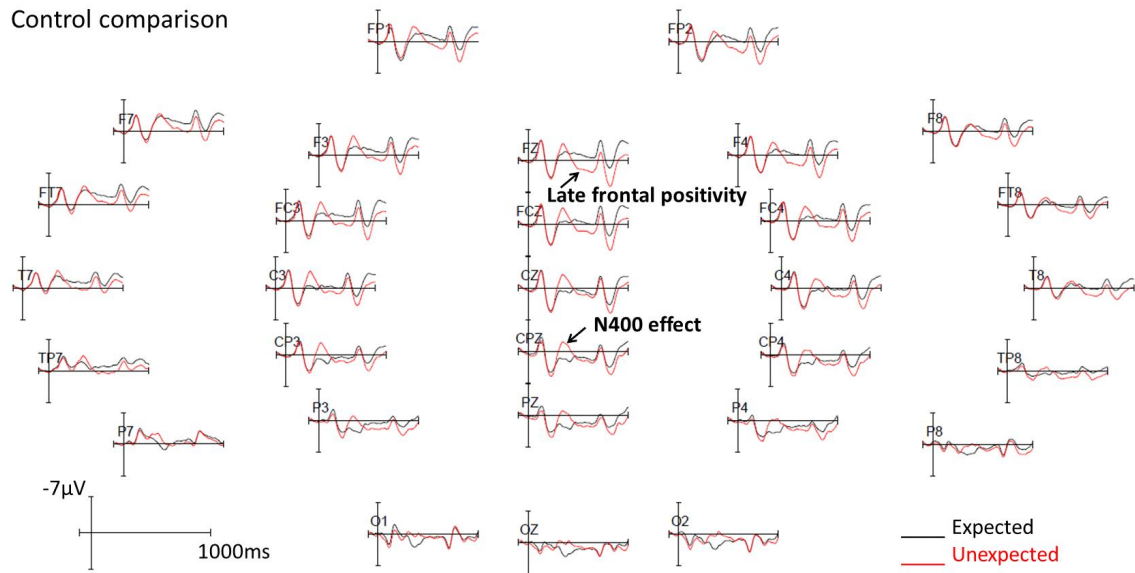 Control comparison
FP1
FP2
F7
F3
FZ
F4
F8
Late frontal positivity
FT7
FC3
FCZ
FC4
FT8
T7
C3
CZ
C4
T8
N400 effect
TP7
CP3
CPZ
CP4
TP8
P7
P3
PZ
P4
P8
-7µV
1000ms
O1
OZ
O2
Expected
Unexpected